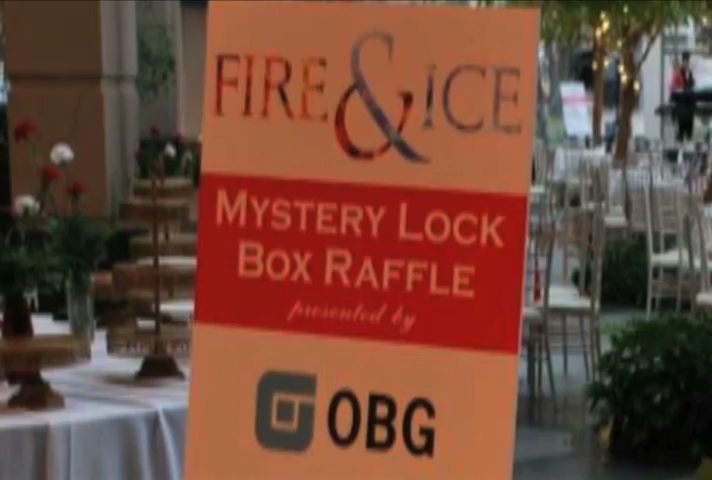 FIRE & ICE
MYSTERY LOCK
BOX RAFFLE
presented by
OBG